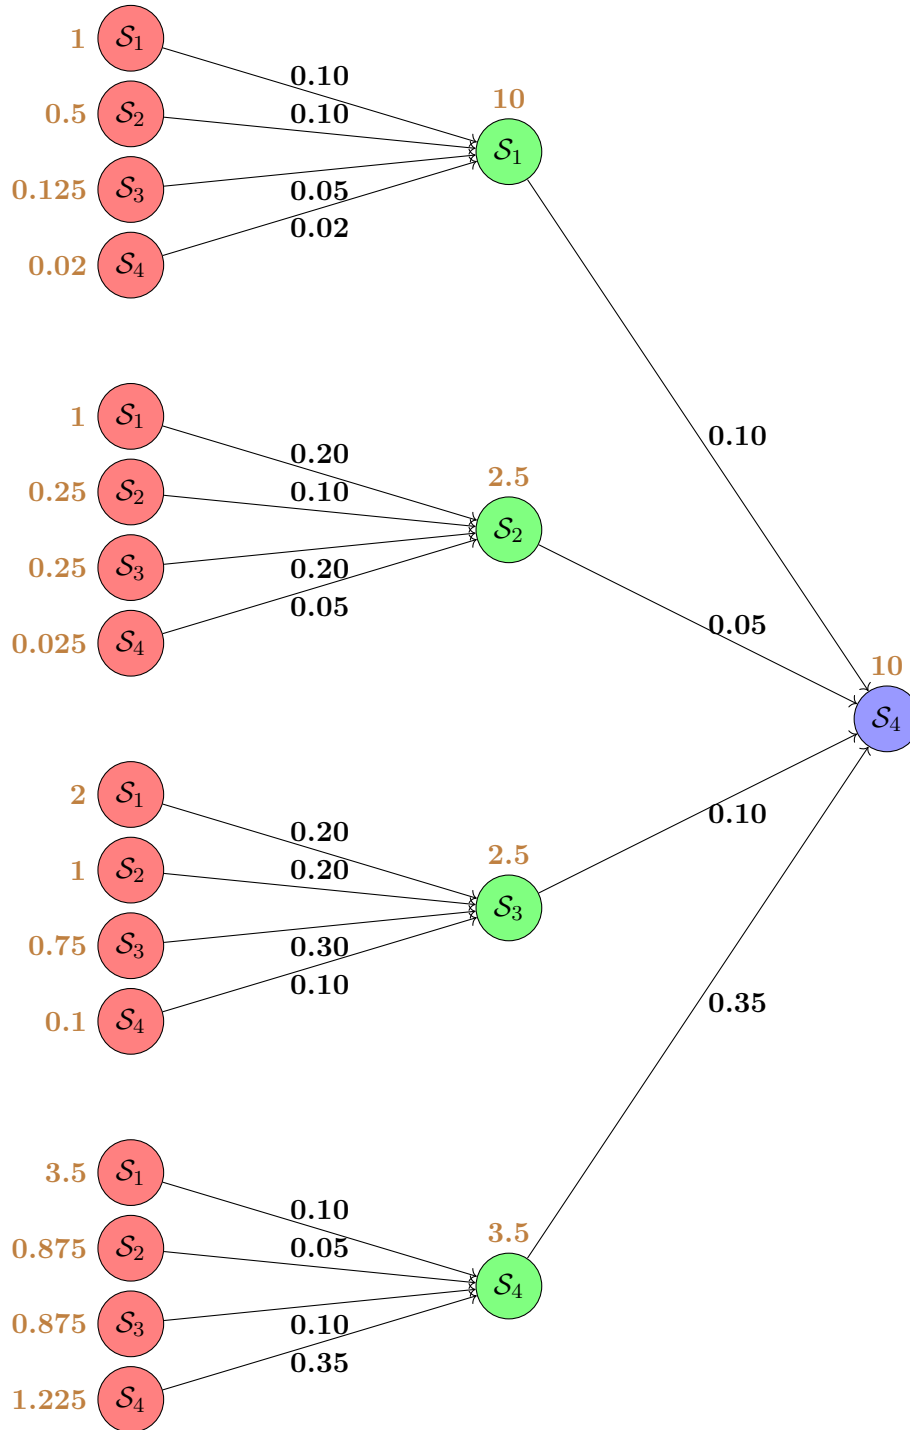 1 𝒮₁
0.10
0.5 𝒮₂
0.10
0.125 𝒮₃
0.05
0.02 𝒮₄
0.02
10
𝒮₁
0.10
1 𝒮₁
0.20
0.25 𝒮₂
0.10
0.25 𝒮₃
0.20
0.025 𝒮₄
0.05
2.5
𝒮₂
0.05
2 𝒮₁
0.20
1 𝒮₂
0.20
0.75 𝒮₃
0.30
0.1 𝒮₄
0.10
2.5
𝒮₃
0.10
3.5 𝒮₁
0.10
0.875 𝒮₂
0.05
0.875 𝒮₃
0.10
1.225 𝒮₄
0.35
3.5
𝒮₄
0.35
10
𝒮₄